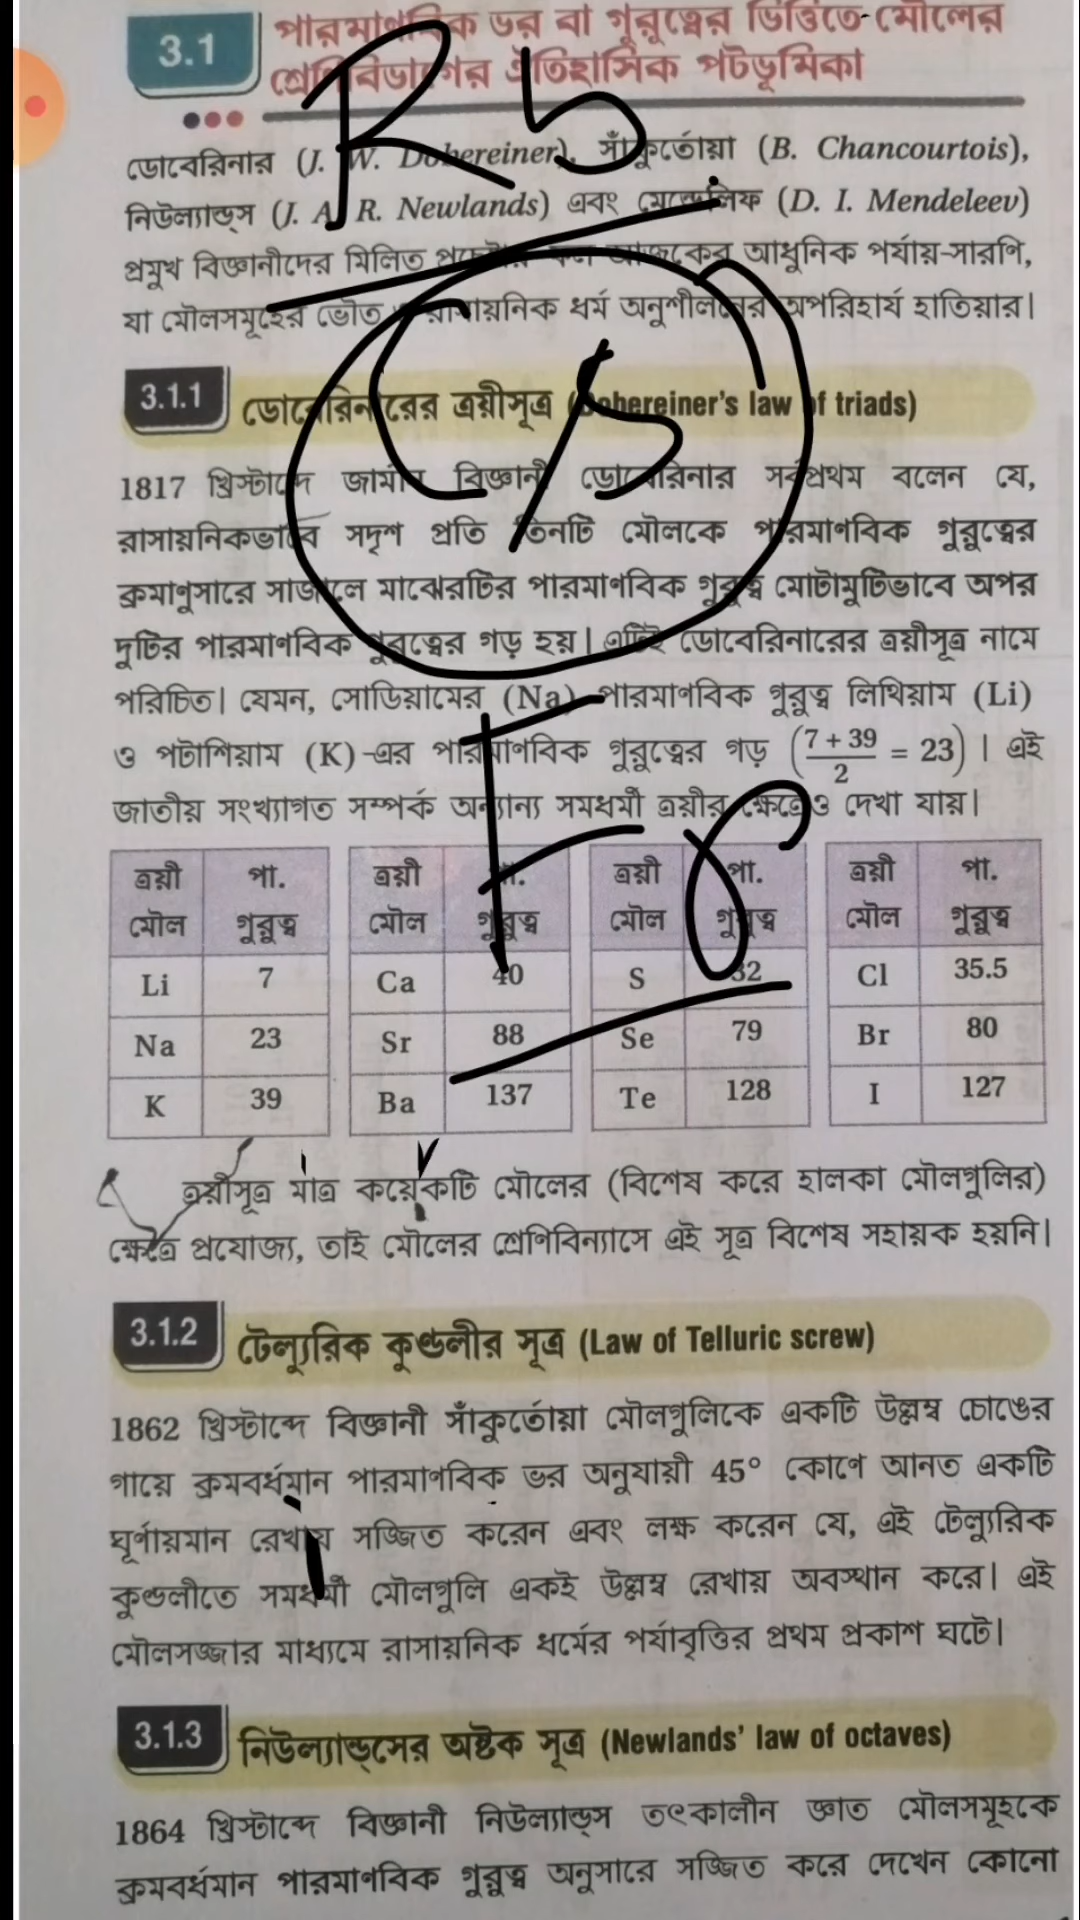 3.1 পারমাণবিক ভর বা গুরুত্বের ভিত্তিতে মৌলের
শ্রেণিবিভাগের ঐতিহাসিক পটভূমিকা
ডোবেরিনার (J. W. Dobereiner), সাঁকুর্তোয়া (B. Chancourtois),
নিউল্যান্ড্স (J. A. R. Newlands) এবং মেন্ডেলিফ (D. I. Mendeleev)
প্রমুখ বিজ্ঞানীদের মিলিত প্রচেষ্টার ফল আজকের আধুনিক পর্যায়-সারণি,
যা মৌলসমূহের ভৌত রাসায়নিক ধর্ম অনুশীলনের অপরিহার্য হাতিয়ার।
3.1.1 ডোবেরিনারের ত্রয়ীসূত্র (Dobereiner's law of triads)
1817 খ্রিস্টাব্দে জার্মান বিজ্ঞানী ডোবেরিনার সর্বপ্রথম বলেন যে,
রাসায়নিকভাবে সদৃশ প্রতি তিনটি মৌলকে পারমাণবিক গুরুত্বের
ক্রমাণুসারে সাজালে মাঝেরটির পারমাণবিক গুরুত্ব মোটামুটিভাবে অপর
দুটির পারমাণবিক গুরুত্বের গড় হয়। এটিই ডোবেরিনারের ত্রয়ীসূত্র নামে
পরিচিত। যেমন, সোডিয়ামের (Na) পারমাণবিক গুরুত্ব লিথিয়াম (Li)
ও পটাশিয়াম (K)-এর পারমাণবিক গুরুত্বের গড় (7 + 39 / 2 = 23)। এই
জাতীয় সংখ্যাগত সম্পর্ক অন্যান্য সমধর্মী ত্রয়ীর ক্ষেত্রেও দেখা যায়।
ত্রয়ী পা. ত্রয়ী পা. ত্রয়ী পা. ত্রয়ী পা.
মৌল গুরুত্ব মৌল গুরুত্ব মৌল গুরুত্ব মৌল গুরুত্ব
Li 7 Ca 40 S 32 Cl 35.5
Na 23 Sr 88 Se 79 Br 80
K 39 Ba 137 Te 128 I 127
ত্রয়ীসূত্র মাত্র কয়েকটি মৌলের (বিশেষ করে হালকা মৌলগুলির)
ক্ষেত্রে প্রযোজ্য, তাই মৌলের শ্রেণিবিন্যাসে এই সূত্র বিশেষ সহায়ক হয়নি।
3.1.2 টেল্যুরিক কুণ্ডলীর সূত্র (Law of Telluric screw)
1862 খ্রিস্টাব্দে বিজ্ঞানী সাঁকুর্তোয়া মৌলগুলিকে একটি উল্লম্ব চোঙের
গায়ে ক্রমবর্ধমান পারমাণবিক ভর অনুযায়ী 45° কোণে আনত একটি
ঘূর্ণায়মান রেখায় সজ্জিত করেন এবং লক্ষ করেন যে, এই টেল্যুরিক
কুণ্ডলীতে সমধর্মী মৌলগুলি একই উল্লম্ব রেখায় অবস্থান করে। এই
মৌলসজ্জার মাধ্যমে রাসায়নিক ধর্মের পর্যাবৃত্তির প্রথম প্রকাশ ঘটে।
3.1.3 নিউল্যান্ড্সের অষ্টক সূত্র (Newlands' law of octaves)
1864 খ্রিস্টাব্দে বিজ্ঞানী নিউল্যান্ড্স তৎকালীন জ্ঞাত মৌলসমূহকে
ক্রমবর্ধমান পারমাণবিক গুরুত্ব অনুসারে সজ্জিত করে দেখেন কোনো